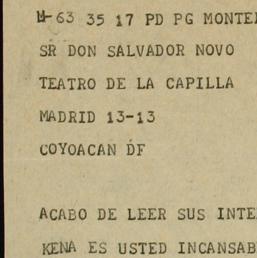 M-63 35 17 PD PG MONTE
SR DON SALVADOR NOVO
TEATRO DE LA CAPILLA
MADRID 13-13
COYOACAN DF
ACABO DE LEER SUS INTE
KENA ES USTED INCANSAB